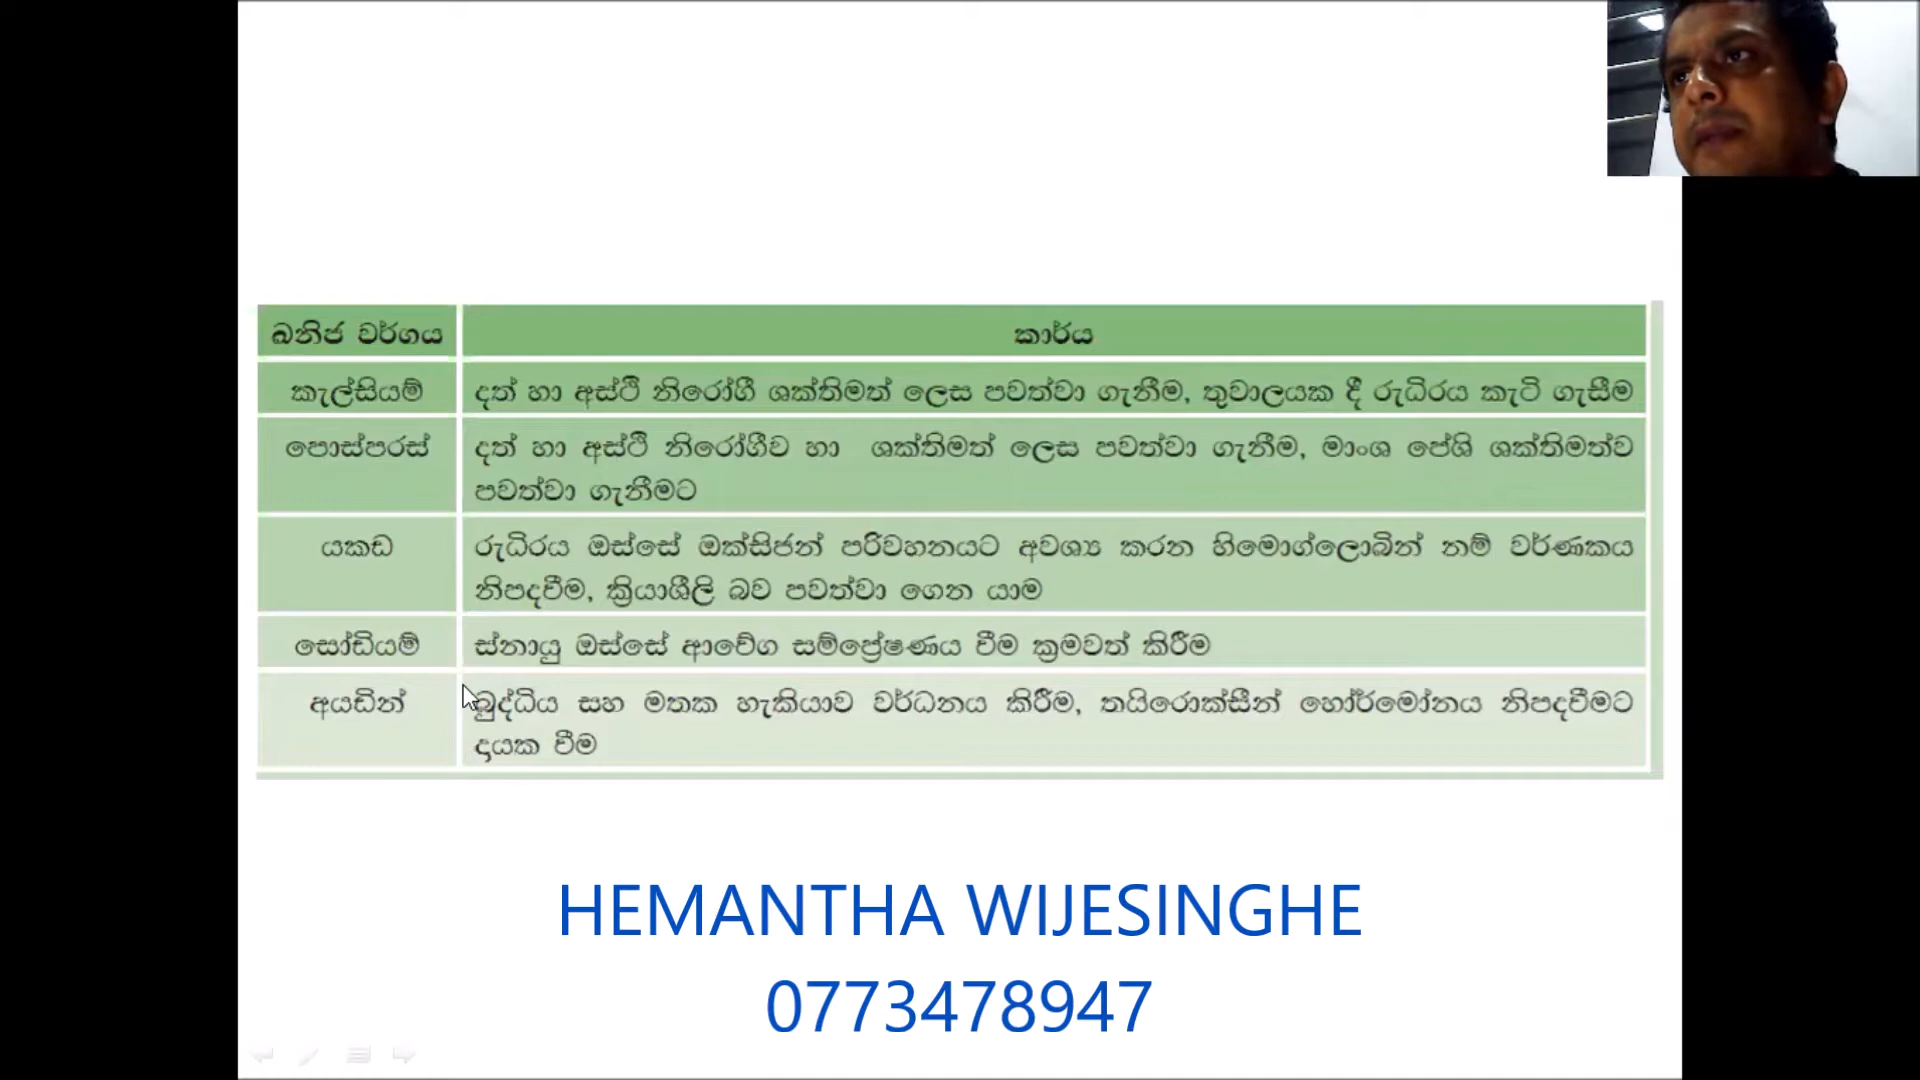 ඛනිජ වර්ගය
කාර්ය
කැල්සියම්
දත් හා අස්ථි නිරෝගී ශක්තිමත් ලෙස පවත්වා ගැනීම, තුවාලයක දී රුධිරය කැටි ගැසීම
පොස්පරස්
දත් හා අස්ථි නිරෝගීව හා ශක්තිමත් ලෙස පවත්වා ගැනීම, මාංශ පේශි ශක්තිමත්ව
පවත්වා ගැනීමට
යකඩ
රුධිරය ඔස්සේ ඔක්සිජන් පරිවහනයට අවශ්‍ය කරන හිමොග්ලොබින් නම් වර්ණකය
නිපදවීම, ක්‍රියාශීලි බව පවත්වා ගෙන යාම
සෝඩියම්
ස්නායු ඔස්සේ ආවේග සම්ප්‍රේෂණය වීම ක්‍රමවත් කිරීම
අයඩින්
බුද්ධිය සහ මතක හැකියාව වර්ධනය කිරීම, තයිරොක්සීන් හෝර්මෝනය නිපදවීමට
දායක වීම
HEMANTHA WIJESINGHE
0773478947